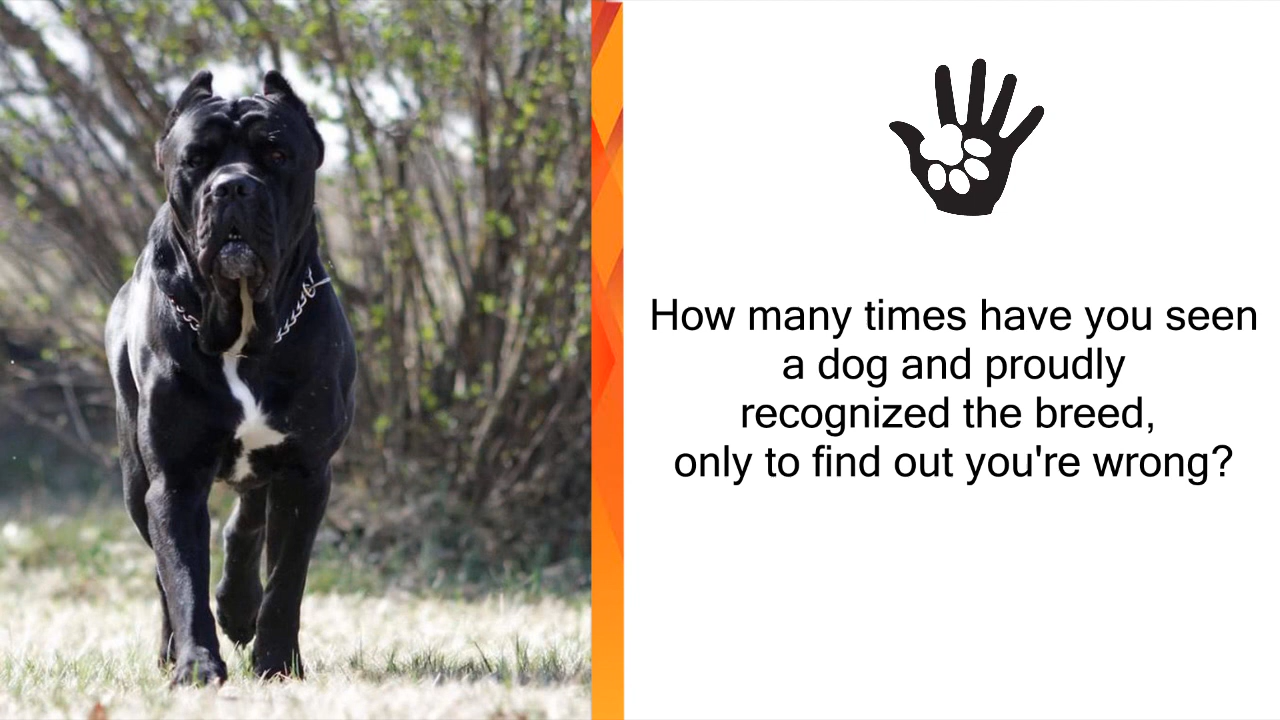 How many times have you seen
a dog and proudly
recognized the breed,
only to find out you're wrong?